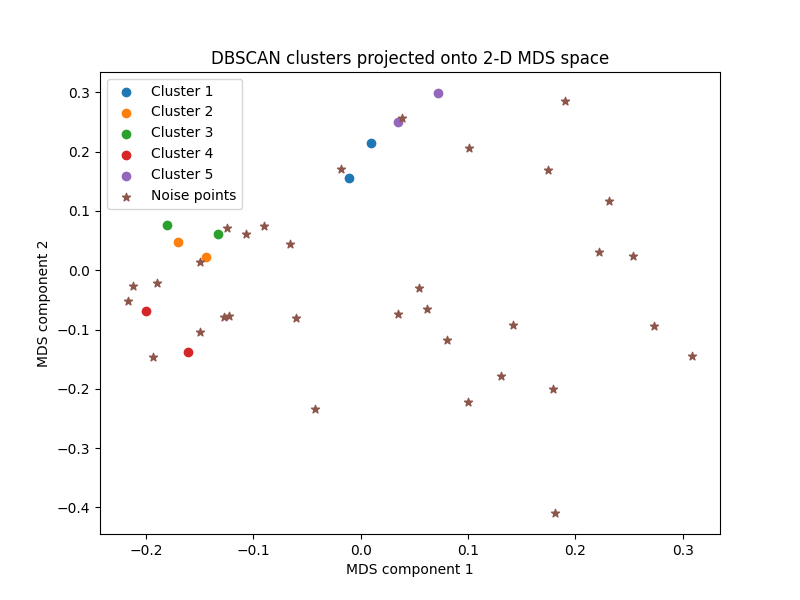 DBSCAN clusters projected onto 2-D MDS space
Cluster 1
Cluster 2
Cluster 3
Cluster 4
Cluster 5
Noise points
MDS component 2
0.3
0.2
0.1
0.0
−0.1
−0.2
−0.3
−0.4
−0.2
−0.1
0.0
0.1
0.2
0.3
MDS component 1